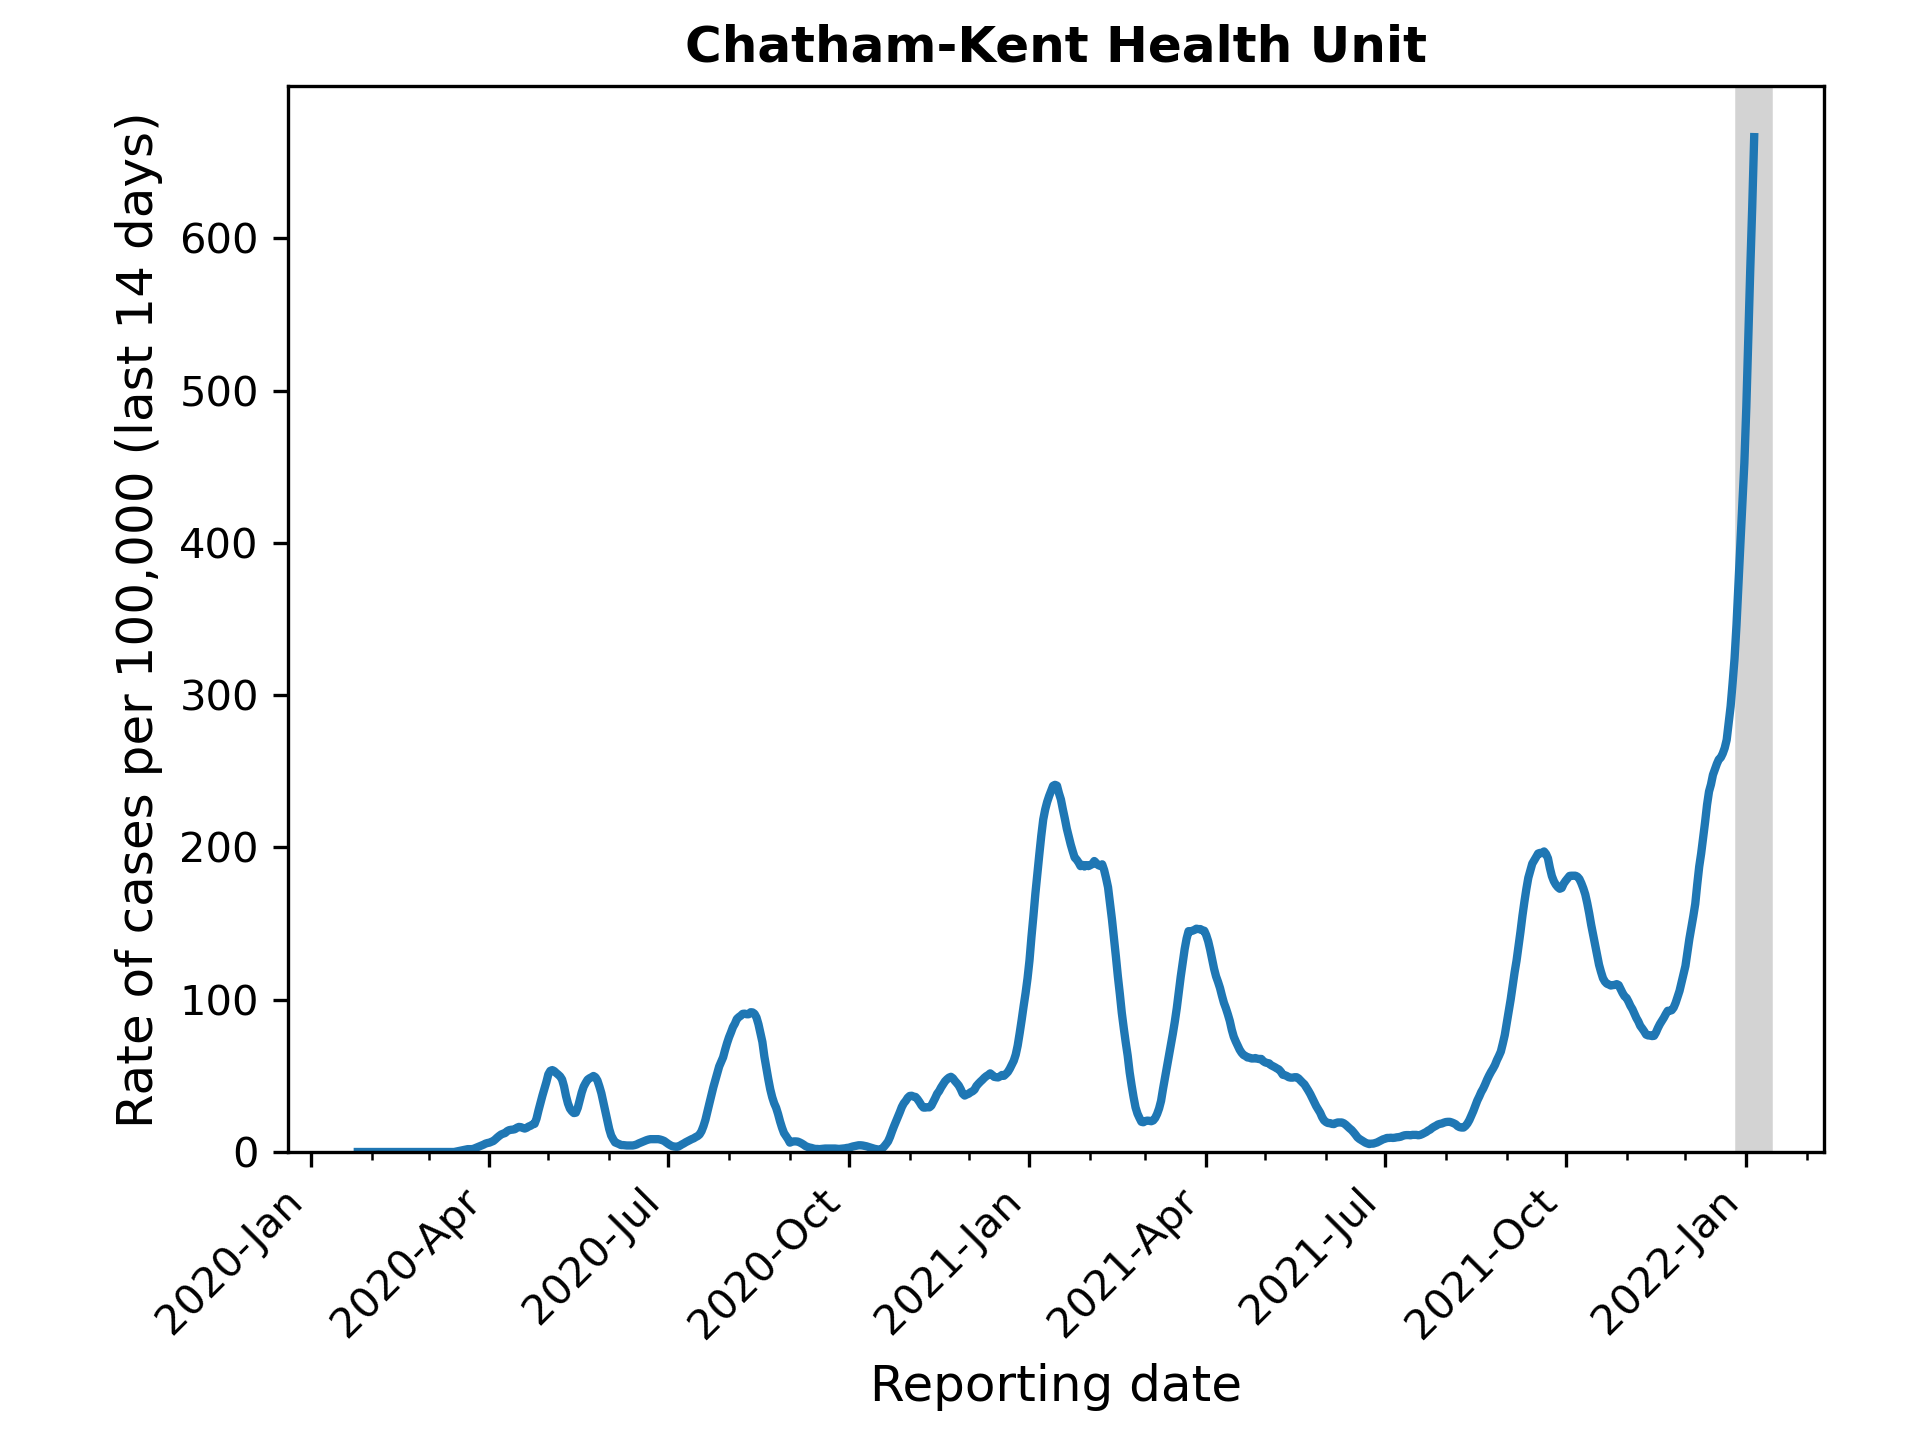 Chatham-Kent Health Unit
Rate of cases per 100,000 (last 14 days)
600
500
400
300
200
100
0
2020-Jan
2020-Apr
2020-Jul
2020-Oct
2021-Jan
2021-Apr
2021-Jul
2021-Oct
2022-Jan
Reporting date